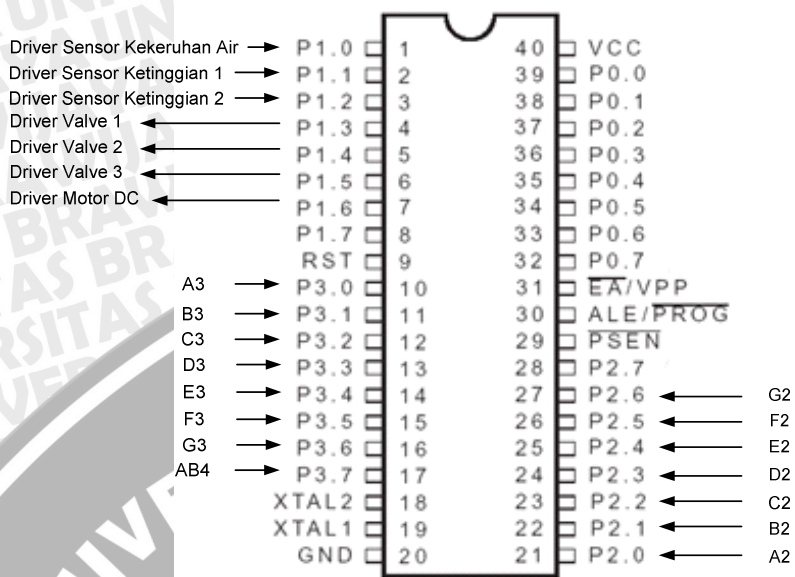 Driver Sensor Kekeruhan Air P1.0 1 40 VCC
Driver Sensor Ketinggian 1 P1.1 2 39 P0.0
Driver Sensor Ketinggian 2 P1.2 3 38 P0.1
Driver Valve 1 P1.3 4 37 P0.2
Driver Valve 2 P1.4 5 36 P0.3
Driver Valve 3 P1.5 6 35 P0.4
Driver Motor DC P1.6 7 34 P0.5
P1.7 8 33 P0.6
RST 9 32 P0.7
A3 P3.0 10 31 EA/VPP
B3 P3.1 11 30 ALE/PROG
C3 P3.2 12 29 PSEN
D3 P3.3 13 28 P2.7
E3 P3.4 14 27 P2.6 G2
F3 P3.5 15 26 P2.5 F2
G3 P3.6 16 25 P2.4 E2
AB4 P3.7 17 24 P2.3 D2
XTAL2 18 23 P2.2 C2
XTAL1 19 22 P2.1 B2
GND 20 21 P2.0 A2